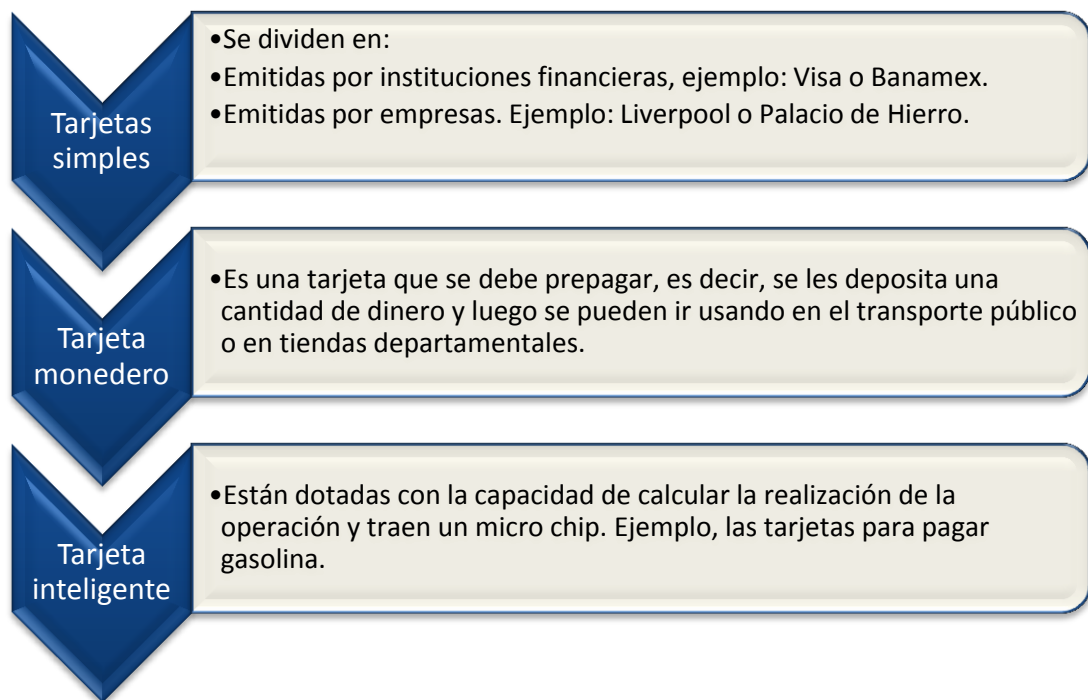 Tarjetas
simples
•Se dividen en:
•Emitidas por instituciones financieras, ejemplo: Visa o Banamex.
•Emitidas por empresas. Ejemplo: Liverpool o Palacio de Hierro.
Tarjeta
monedero
•Es una tarjeta que se debe prepagar, es decir, se les deposita una
cantidad de dinero y luego se pueden ir usando en el transporte público
o en tiendas departamentales.
Tarjeta
inteligente
•Están dotadas con la capacidad de calcular la realización de la
operación y traen un micro chip. Ejemplo, las tarjetas para pagar
gasolina.